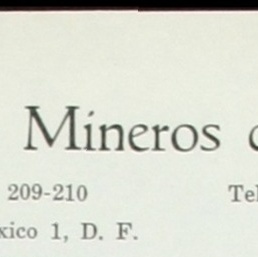 Mineros
209-210 Tel
xico 1, D. F.